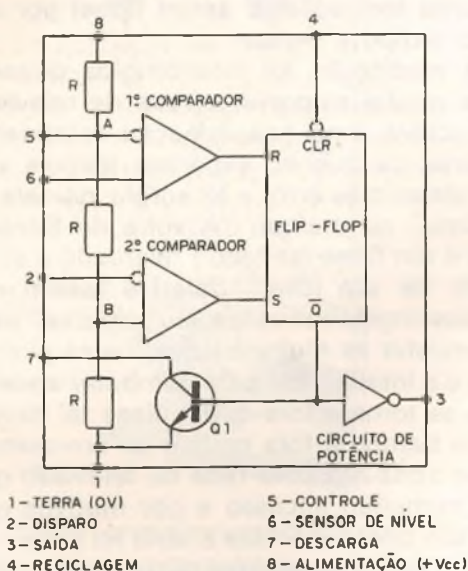 8
4
R
1º COMPARADOR
A
5
R
CLR
6
R
FLIP-FLOP
2º COMPARADOR
2
B
S
Q
7
R
Q1
3
CIRCUITO DE
POTÊNCIA
1
1 - TERRA (OV)
2 - DISPARO
3 - SAÍDA
4 - RECICLAGEM
5 - CONTROLE
6 - SENSOR DE NÍVEL
7 - DESCARGA
8 - ALIMENTAÇÃO (+Vcc)